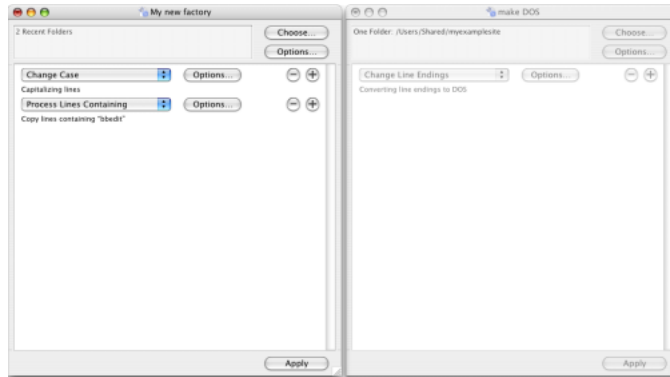 My new factory
2 Recent Folders
Choose...
Options...
Change Case
Options...
Capitalizing lines
Process Lines Containing
Options...
Copy lines containing "bbedit"
Apply
make DOS
One Folder: /Users/Shared/myexamplesite
Choose...
Options...
Change Line Endings
Options...
Converting line endings to DOS
Apply